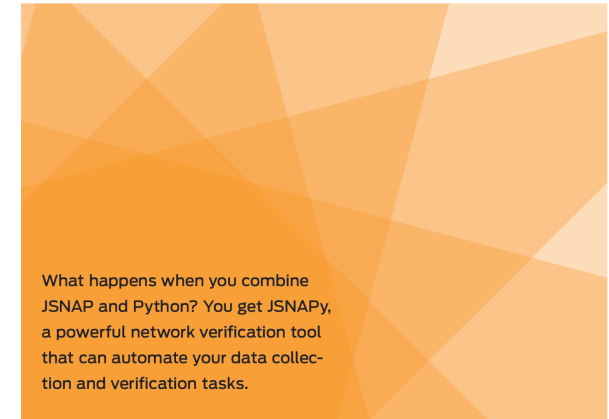 What happens when you combine
JSNAP and Python? You get JSNAPy,
a powerful network verification tool
that can automate your data collec-
tion and verification tasks.